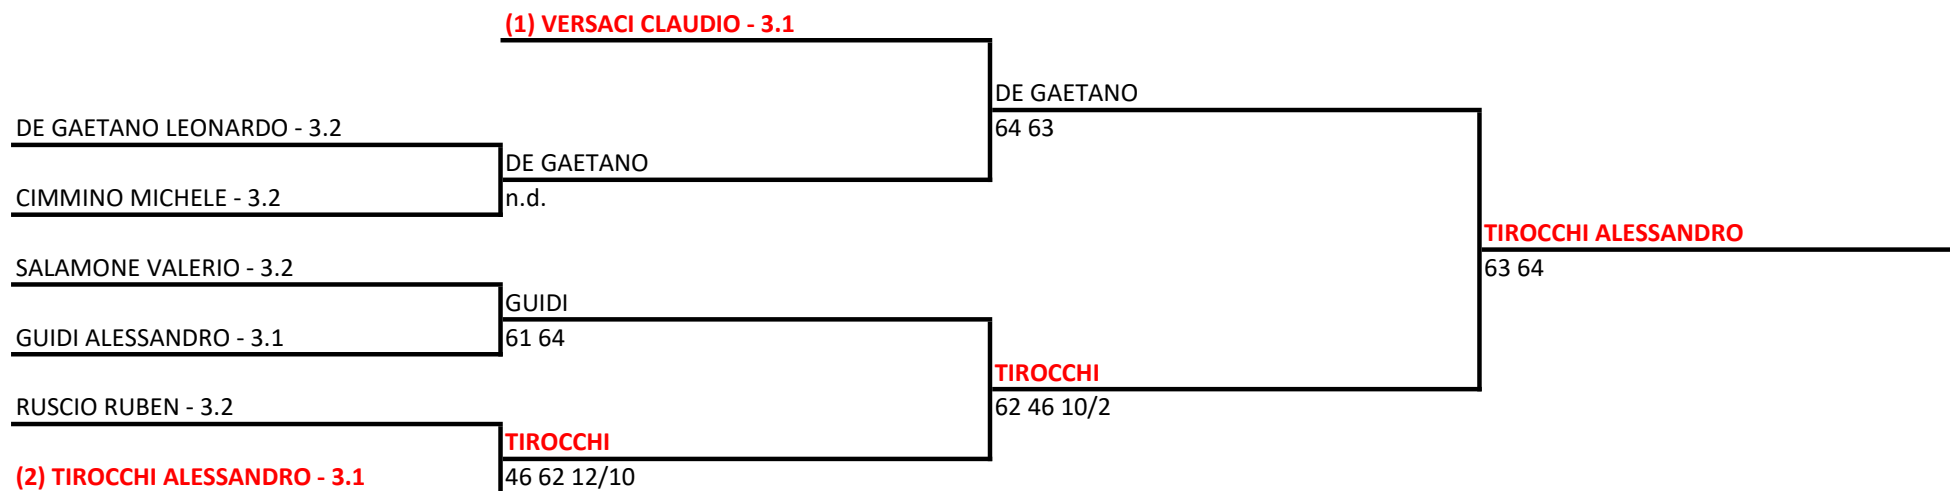 (1) VERSACI CLAUDIO - 3.1
DE GAETANO
64 63
DE GAETANO LEONARDO - 3.2
DE GAETANO
n.d.
CIMMINO MICHELE - 3.2
TIROCCHI ALESSANDRO
63 64
SALAMONE VALERIO - 3.2
GUIDI
61 64
GUIDI ALESSANDRO - 3.1
TIROCCHI
62 46 10/2
RUSCIO RUBEN - 3.2
TIROCCHI
46 62 12/10
(2) TIROCCHI ALESSANDRO - 3.1